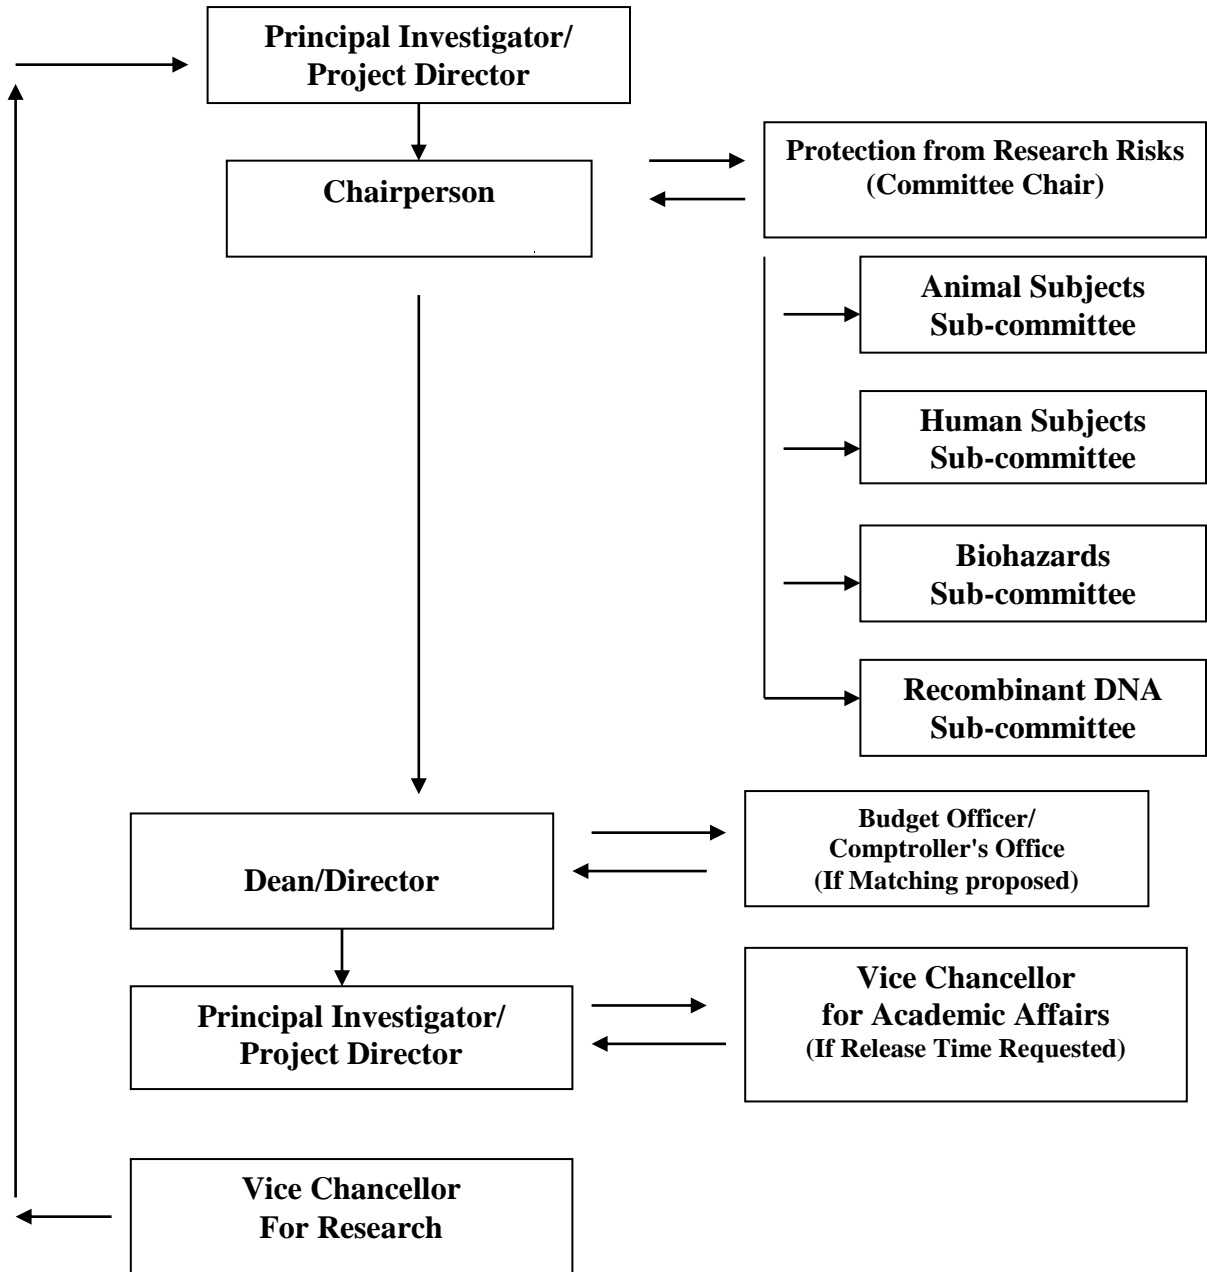 Principal Investigator/
Project Director
Chairperson
Protection from Research Risks
(Committee Chair)
Animal Subjects
Sub-committee
Human Subjects
Sub-committee
Biohazards
Sub-committee
Recombinant DNA
Sub-committee
Dean/Director
Budget Officer/
Comptroller's Office
(If Matching proposed)
Principal Investigator/
Project Director
Vice Chancellor
for Academic Affairs
(If Release Time Requested)
Vice Chancellor
For Research